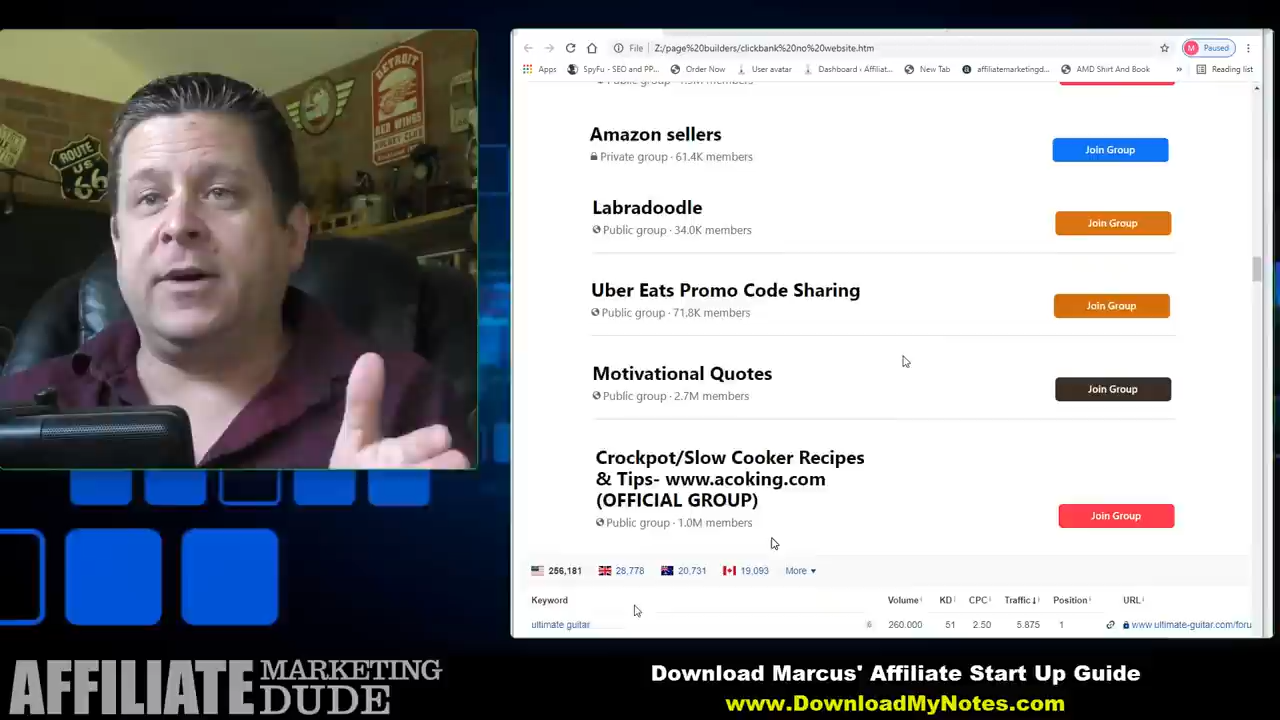 File | Z:/page%20builders/clickbank%20no%20website.htm
M Paused
Apps
SpyFu - SEO and PP...
Order Now
User avatar
Dashboard ‹ Affiliat...
New Tab
affiliatemarketingd...
AMD Shirt And Book
»
Reading list
Amazon sellers
Private group · 61.4K members
Join Group
Labradoodle
Public group · 34.0K members
Join Group
Uber Eats Promo Code Sharing
Public group · 71.8K members
Join Group
Motivational Quotes
Public group · 2.7M members
Join Group
Crockpot/Slow Cooker Recipes
& Tips- www.acoking.com
(OFFICIAL GROUP)
Public group · 1.0M members
Join Group
256,181 28,778 20,731 19,093 More
Keyword Volume KD CPC Traffic Position URL
ultimate guitar 6 260.000 51 2.50 5.875 1 www.ultimate-guitar.com/foru
ROUTE
US
66
DETROIT
RED WINGS
HOCKEY CLUB
AFFILIATE MARKETING DUDE
Download Marcus' Affiliate Start Up Guide
www.DownloadMyNotes.com